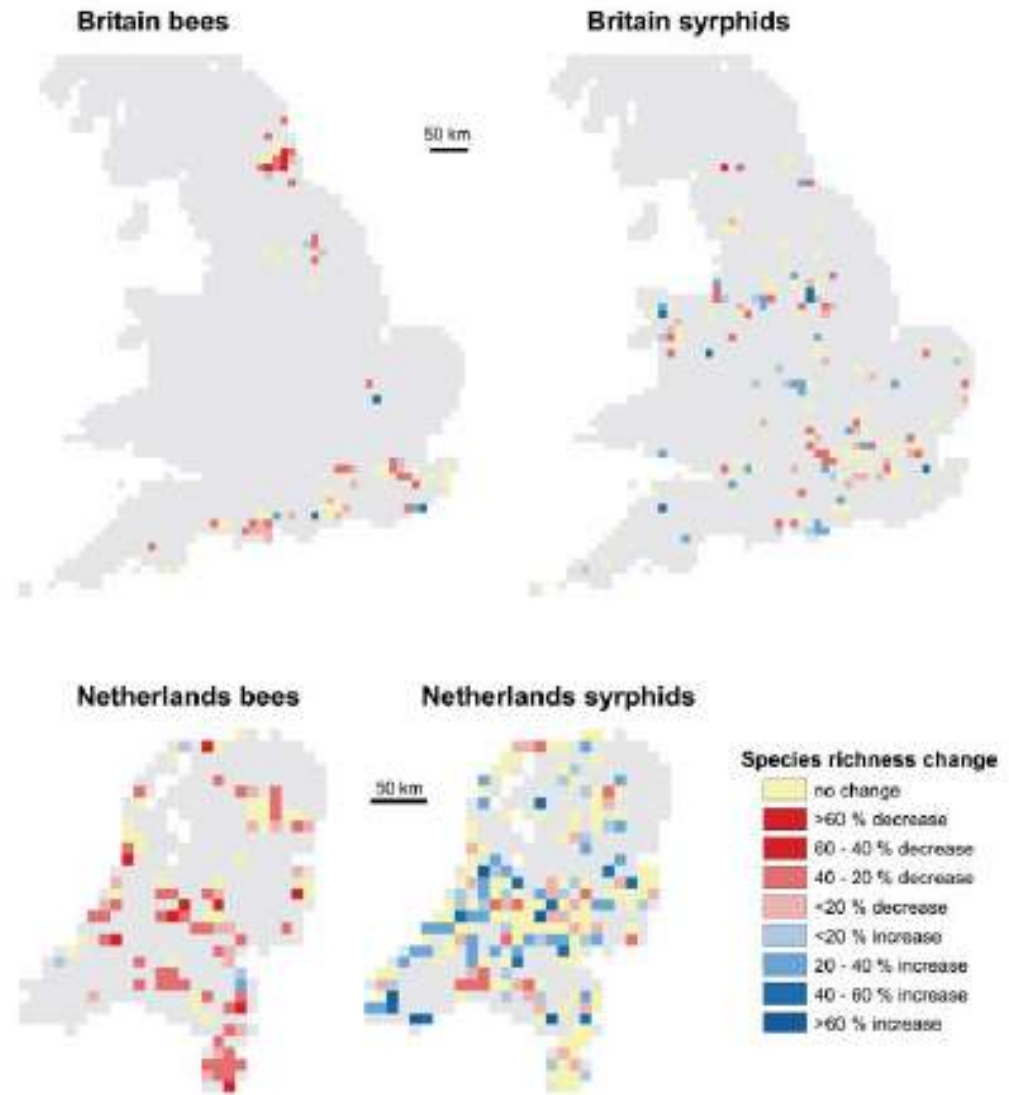 Britain bees
Britain syrphids
50 km
Netherlands bees
Netherlands syrphids
50 km
Species richness change
no change
>60 % decrease
60 - 40 % decrease
40 - 20 % decrease
<20 % decrease
<20 % increase
20 - 40 % increase
40 - 60 % increase
>60 % increase